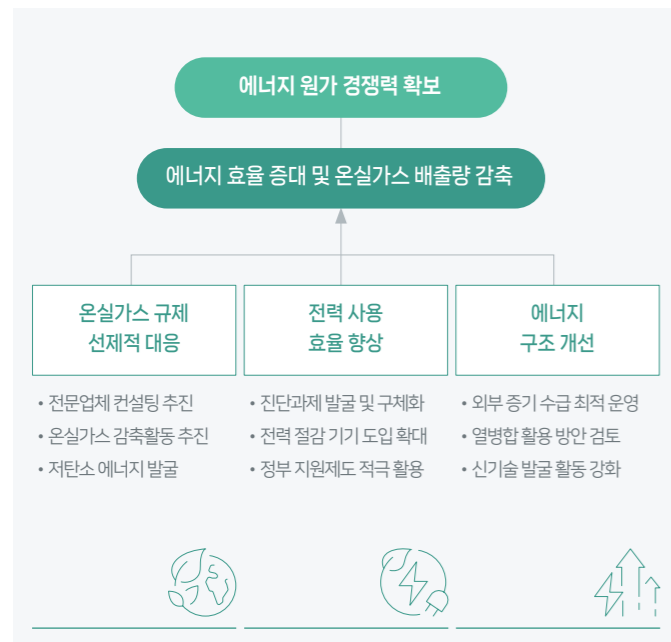 에너지 원가 경쟁력 확보
에너지 효율 증대 및 온실가스 배출량 감축
온실가스 규제
선제적 대응
• 전문업체 컨설팅 추진
• 온실가스 감축활동 추진
• 저탄소 에너지 발굴
전력 사용
효율 향상
• 진단과제 발굴 및 구체화
• 전력 절감 기기 도입 확대
• 정부 지원제도 적극 활용
에너지
구조 개선
• 외부 증기 수급 최적 운영
• 열병합 활용 방안 검토
• 신기술 발굴 활동 강화